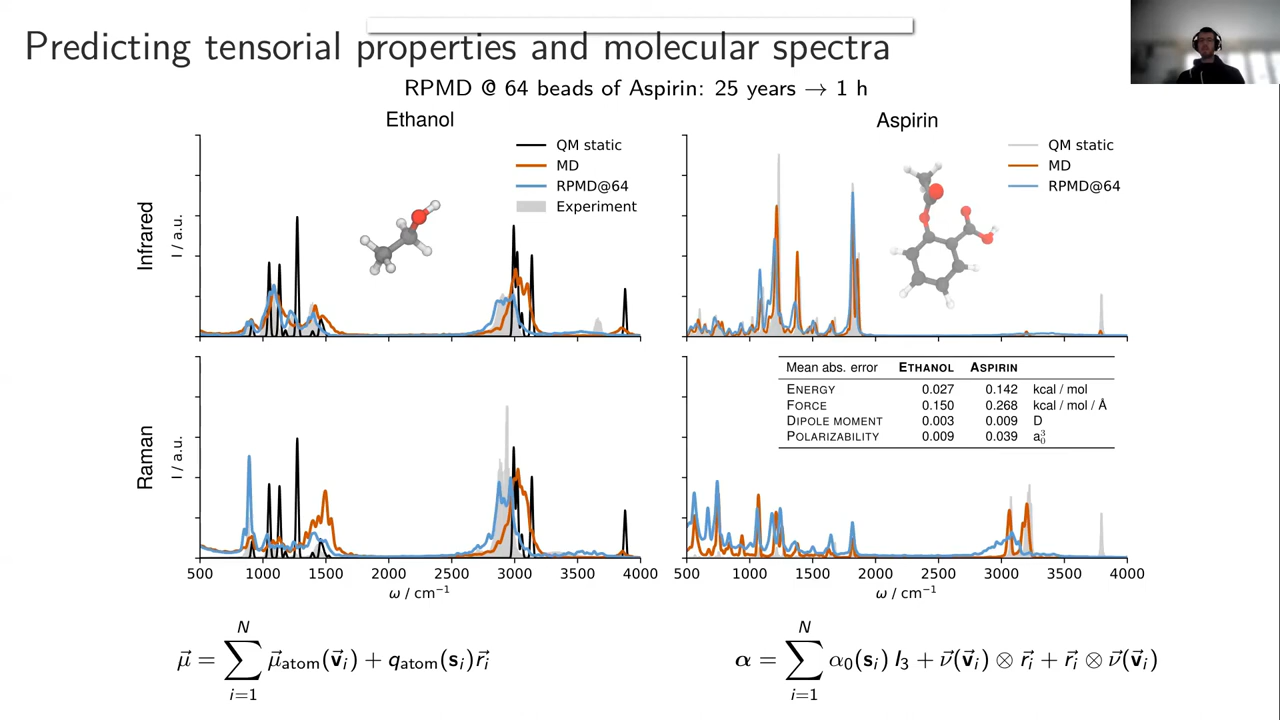 Predicting tensorial properties and molecular spectra
RPMD @ 64 beads of Aspirin: 25 years → 1 h
Ethanol
Aspirin
QM static
MD
RPMD@64
Experiment
QM static
MD
RPMD@64
Infrared
I / a.u.
Raman
I / a.u.
Mean abs. error ETHANOL ASPIRIN
ENERGY 0.027 0.142 kcal / mol
FORCE 0.150 0.268 kcal / mol / Å
DIPOLE MOMENT 0.003 0.009 D
POLARIZABILITY 0.009 0.039 a₀³
500 1000 1500 2000 2500 3000 3500 4000
500 1000 1500 2000 2500 3000 3500 4000
ω / cm⁻¹
ω / cm⁻¹
μ⃗ = ∑ᵢ₌₁ᴺ μ⃗atom(v⃗ᵢ) + qatom(sᵢ)r⃗ᵢ
α = ∑ᵢ₌₁ᴺ α₀(sᵢ) I₃ + ν⃗(v⃗ᵢ) ⊗ r⃗ᵢ + r⃗ᵢ ⊗ ν⃗(v⃗ᵢ)